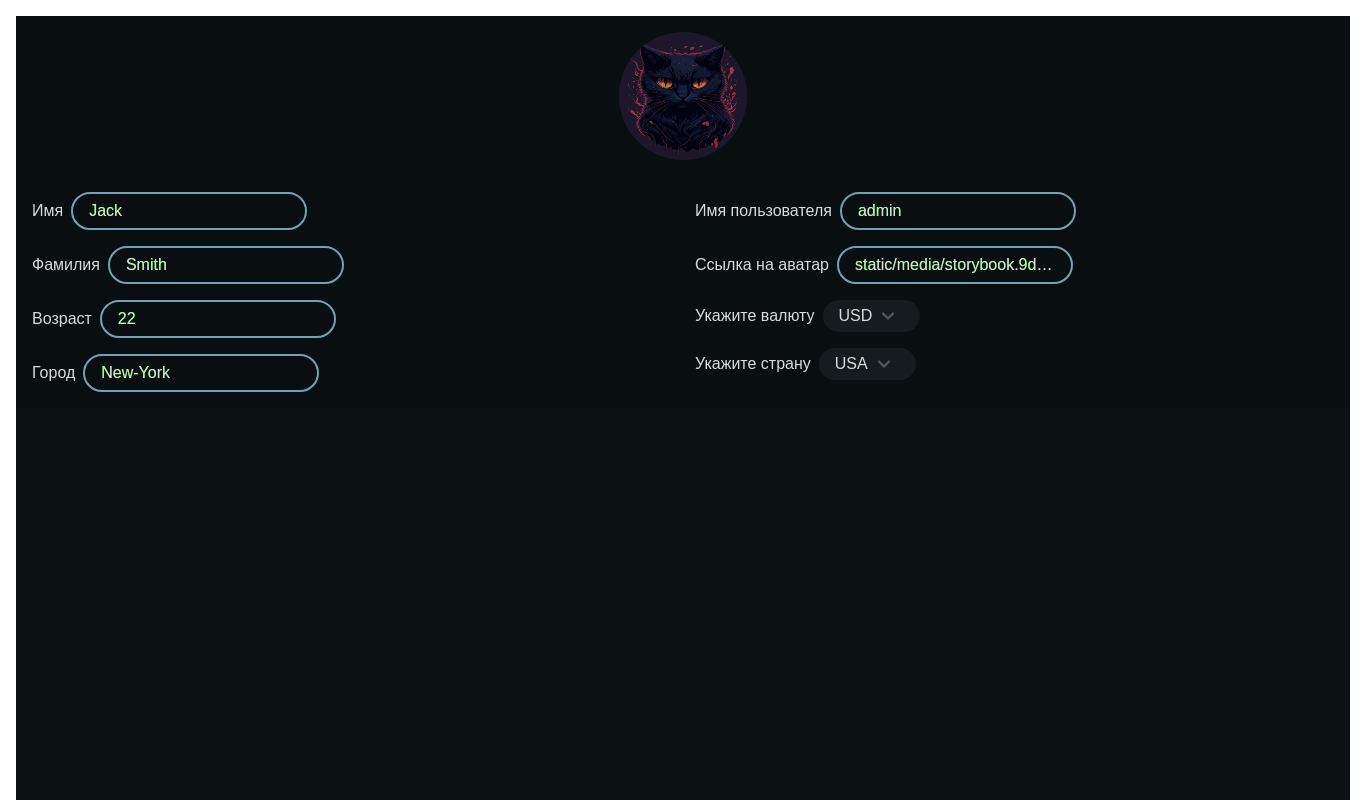 Имя Jack
Фамилия Smith
Возраст 22
Город New-York
Имя пользователя admin
Ссылка на аватар static/media/storybook.9d…
Укажите валюту USD
Укажите страну USA